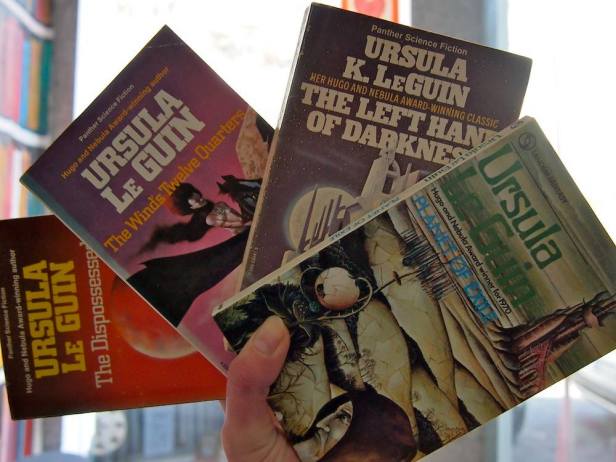 Panther Science Fiction
Hugo and Nebula Award-winning author
URSULA
LE GUIN
The Dispossessed
Panther Science Fiction
Hugo and Nebula Award-winning author
URSULA
LE GUIN
The Wind's Twelve Quarters
Panther Science Fiction
URSULA
K. LEGUIN
HER HUGO AND NEBULA AWARD-WINNING CLASSIC
THE LEFT HAND
OF DARKNESS
Ursula
Le Guin
Hugo and Nebula Award winner for 1970
PLANET OF EXILE